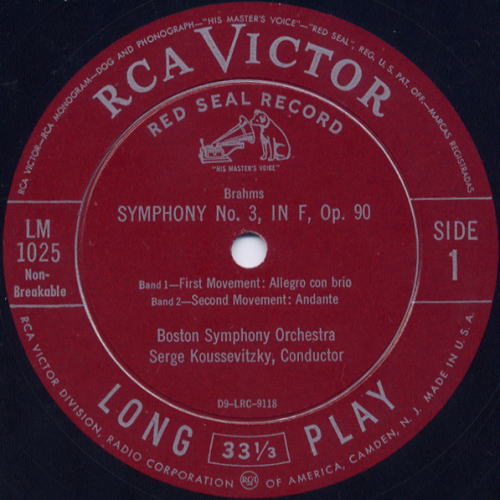 RCA VICTOR—RCA MONOGRAM—DOG AND PHONOGRAPH—"HIS MASTER'S VOICE"—"RED SEAL", REG. U. S. PAT. OFF.—MARCAS REGISTRADAS
RCA VICTOR
RED SEAL RECORD
"HIS MASTER'S VOICE"
Brahms
SYMPHONY No. 3, IN F, Op. 90
LM
1025
Non-
Breakable
SIDE
1
Band 1—First Movement: Allegro con brio
Band 2—Second Movement: Andante
Boston Symphony Orchestra
Serge Koussevitzky, Conductor
D9-LRC-9118
LONG 33 1/3 PLAY
RCA VICTOR DIVISION, RADIO CORPORATION RCA OF AMERICA, CAMDEN, N. J. MADE IN U.S.A.